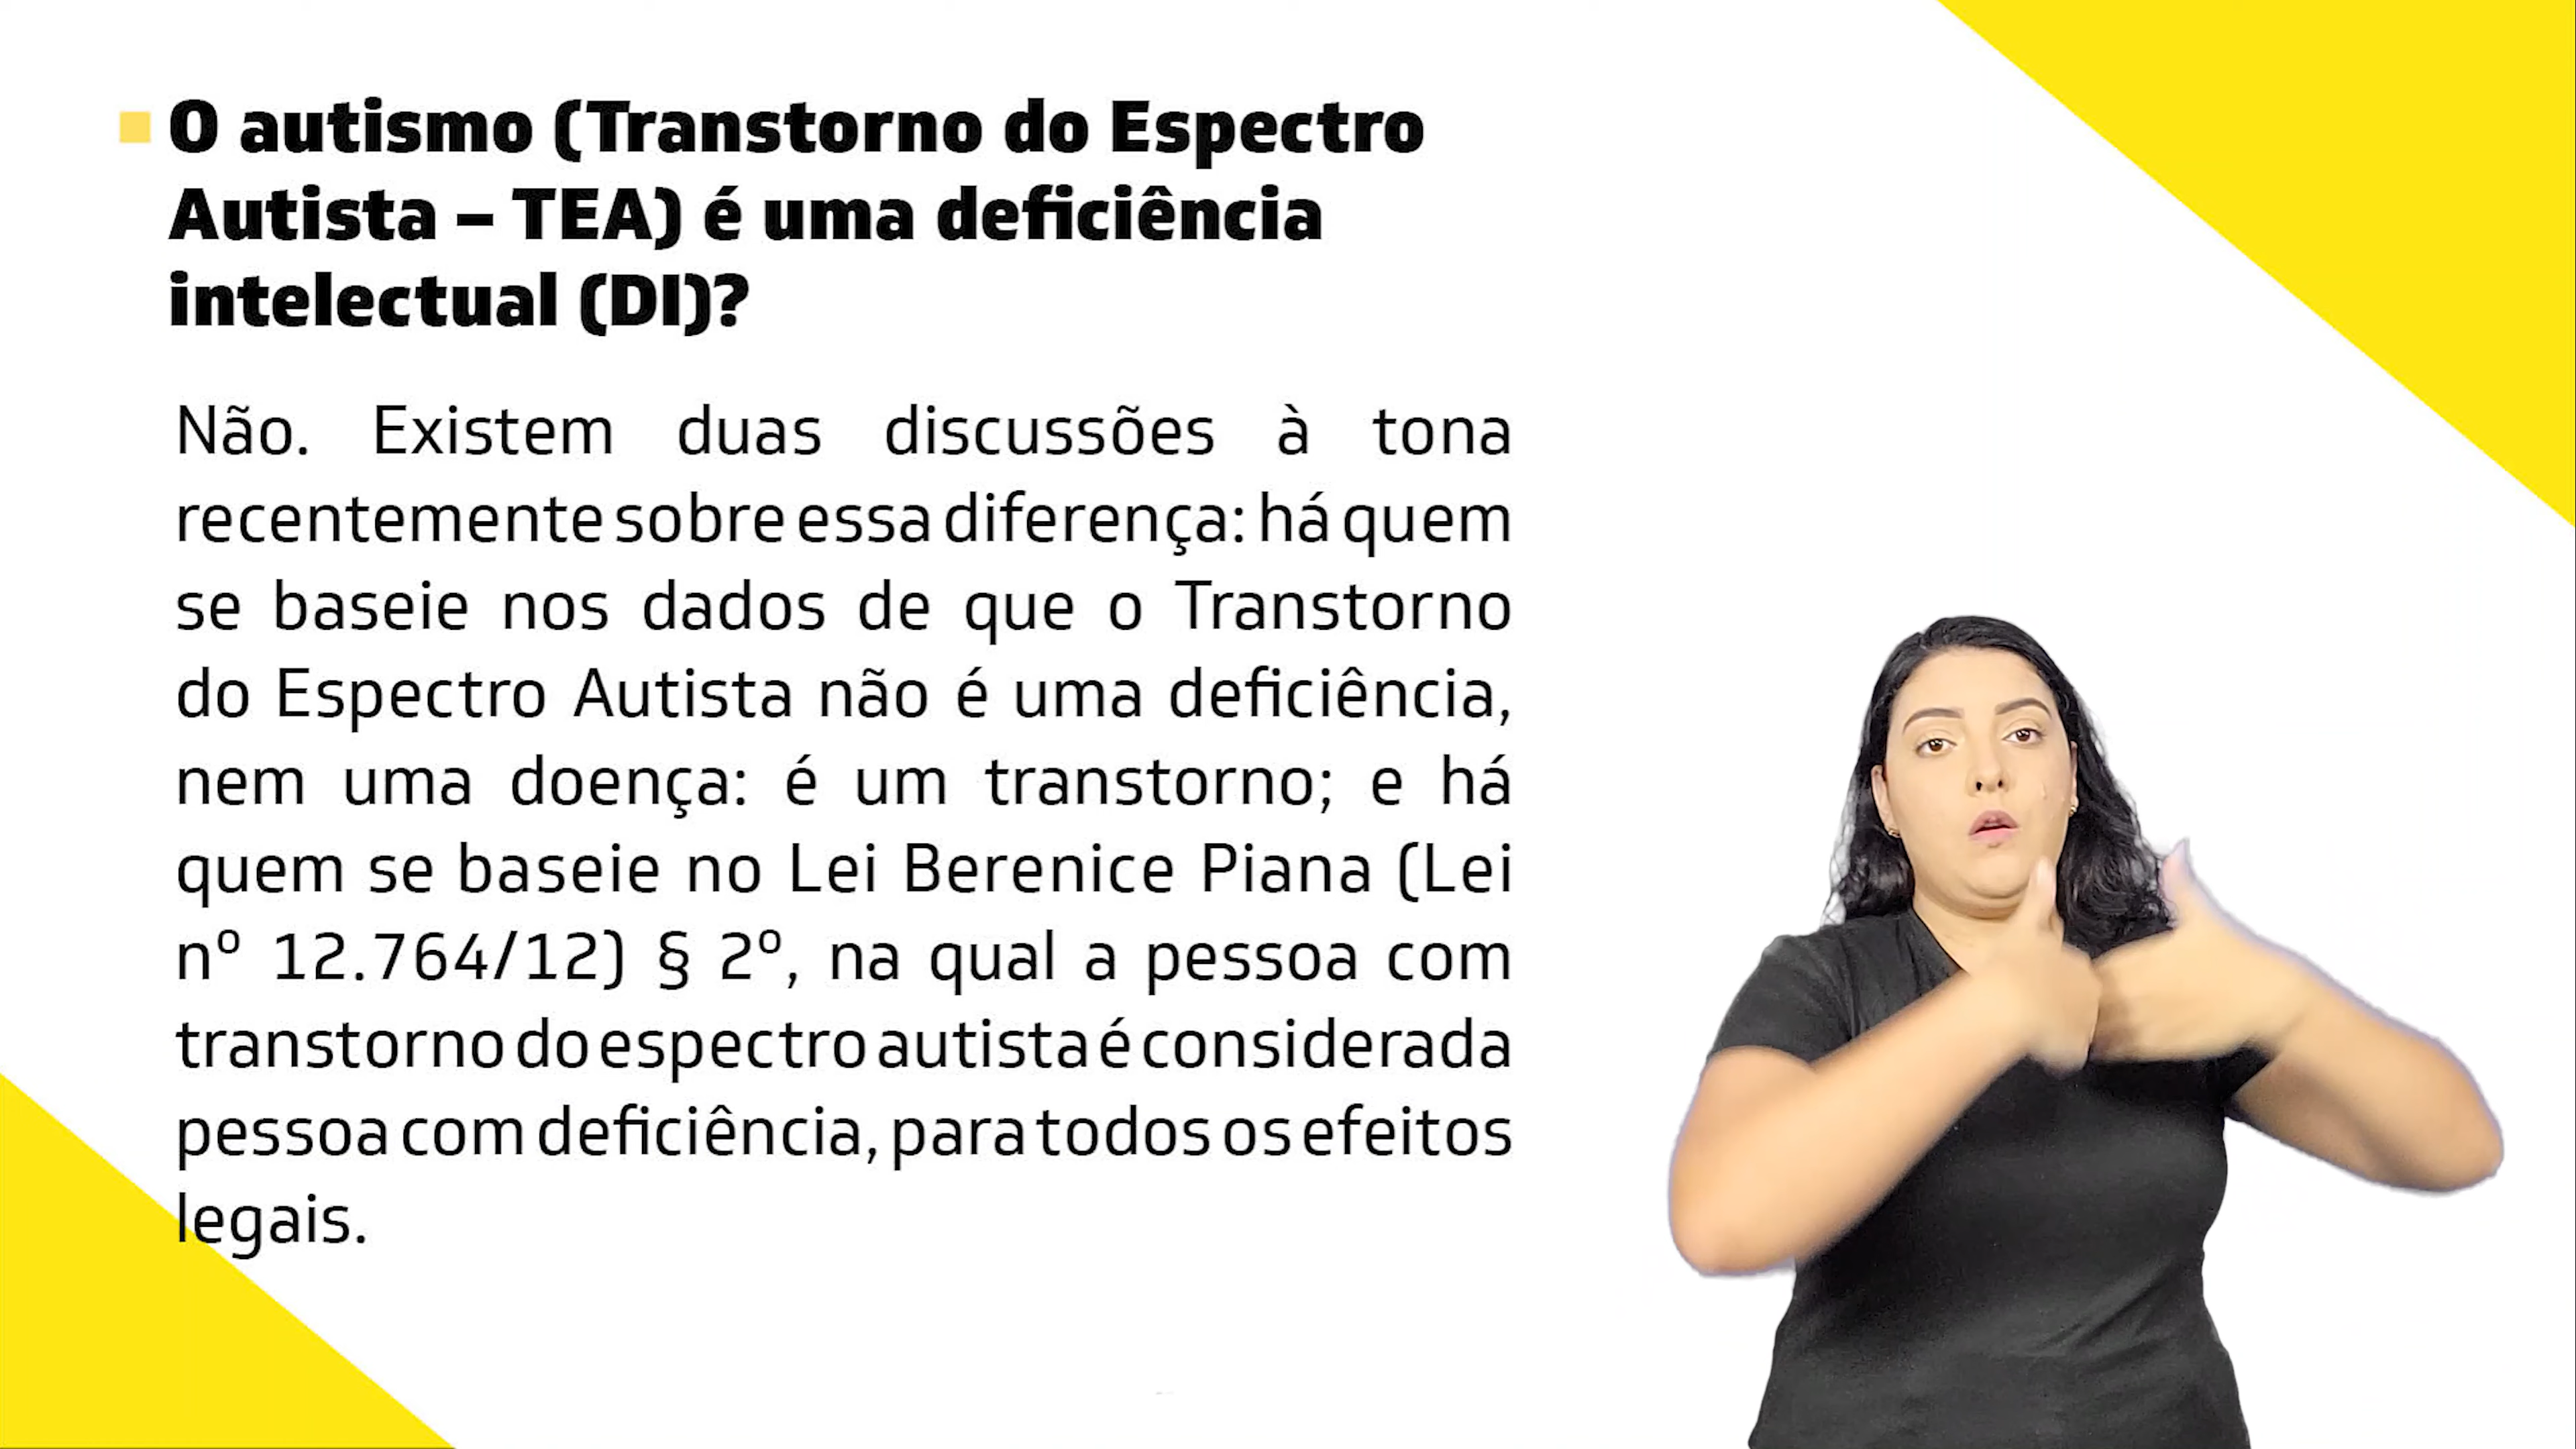 O autismo (Transtorno do Espectro
Autista – TEA) é uma deficiência
intelectual (DI)?
Não. Existem duas discussões à tona
recentemente sobre essa diferença: há quem
se baseie nos dados de que o Transtorno
do Espectro Autista não é uma deficiência,
nem uma doença: é um transtorno; e há
quem se baseie no Lei Berenice Piana (Lei
nº 12.764/12) § 2º, na qual a pessoa com
transtorno do espectro autista é considerada
pessoa com deficiência, para todos os efeitos
legais.